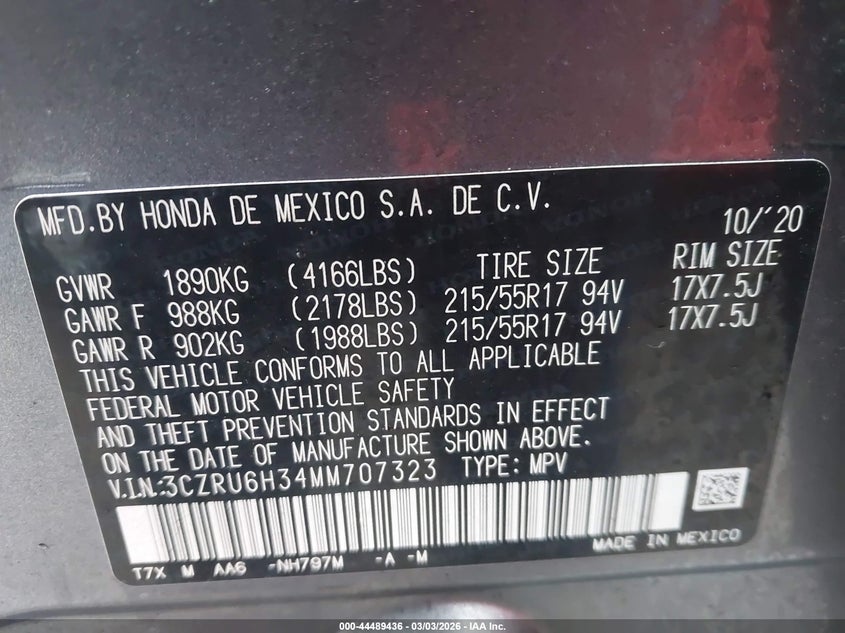 MFD.BY HONDA DE MEXICO S.A. DE C.V.
10/'20
GVWR 1890KG (4166LBS) TIRE SIZE RIM SIZE
GAWR F 988KG (2178LBS) 215/55R17 94V 17X7.5J
GAWR R 902KG (1988LBS) 215/55R17 94V 17X7.5J
THIS VEHICLE CONFORMS TO ALL APPLICABLE
FEDERAL MOTOR VEHICLE SAFETY
AND THEFT PREVENTION STANDARDS IN EFFECT
ON THE DATE OF MANUFACTURE SHOWN ABOVE.
V.I.N.:3CZRU6H34MM707323 TYPE: MPV
MADE IN MEXICO
T7X M AA6 -NH797M -A -M
000-44489436 - 03/03/2026 - IAA Inc.